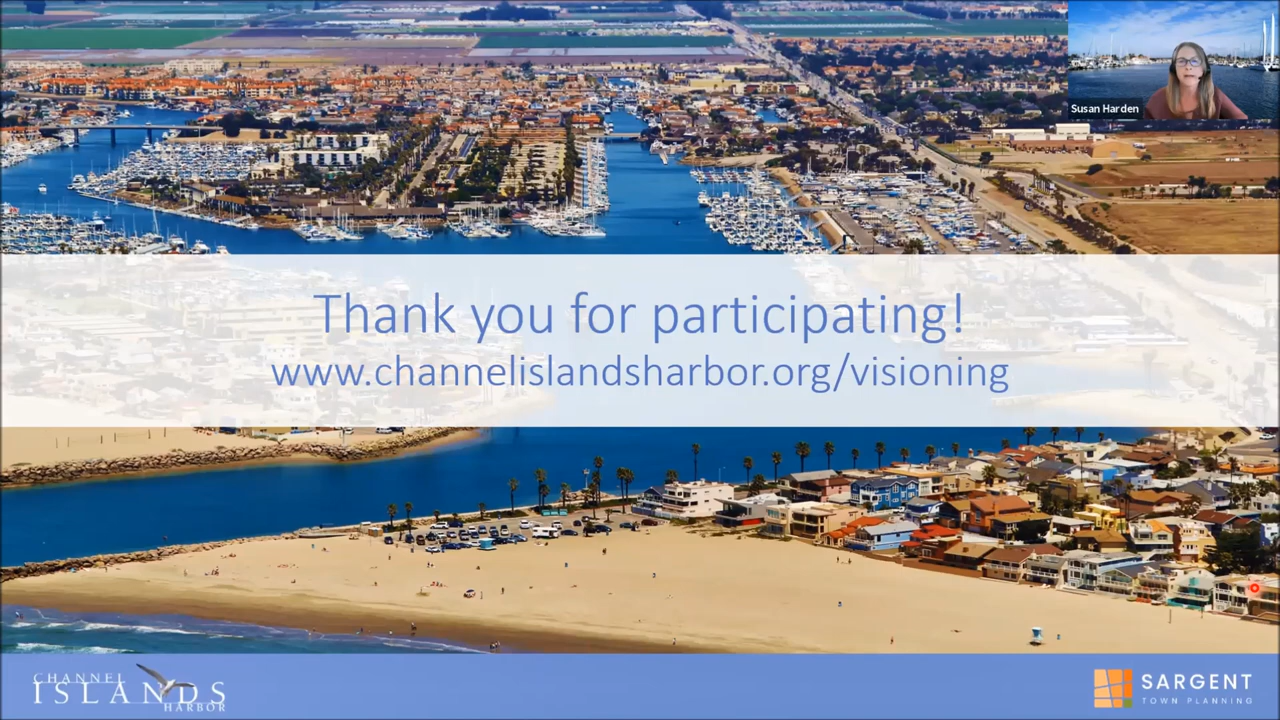 Susan Harden
Thank you for participating!
www.channelislandsharbor.org/visioning
CHANNEL
ISLANDS
HARBOR
SARGENT
TOWN PLANNING